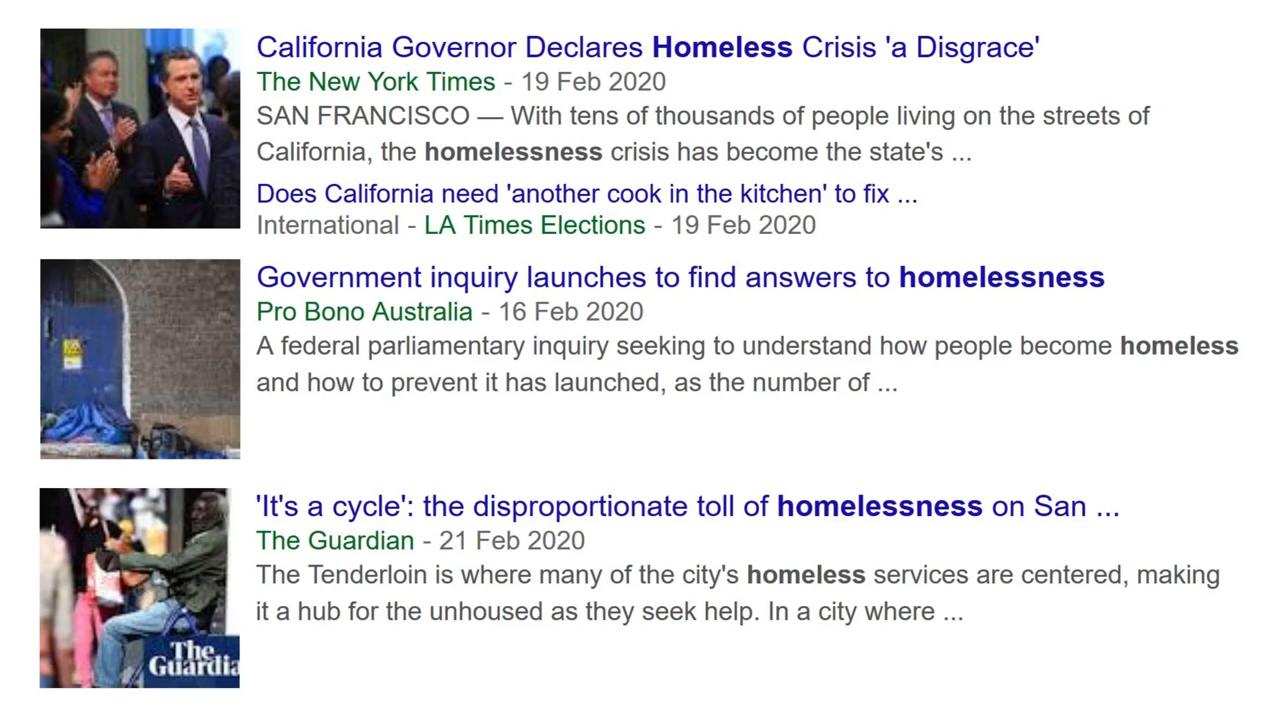 California Governor Declares Homeless Crisis 'a Disgrace'
The New York Times - 19 Feb 2020
SAN FRANCISCO — With tens of thousands of people living on the streets of
California, the homelessness crisis has become the state's ...
Does California need 'another cook in the kitchen' to fix ...
International - LA Times Elections - 19 Feb 2020
Government inquiry launches to find answers to homelessness
Pro Bono Australia - 16 Feb 2020
A federal parliamentary inquiry seeking to understand how people become homeless
and how to prevent it has launched, as the number of ...
'It's a cycle': the disproportionate toll of homelessness on San ...
The Guardian - 21 Feb 2020
The Tenderloin is where many of the city's homeless services are centered, making
it a hub for the unhoused as they seek help. In a city where ...
The
Guardia